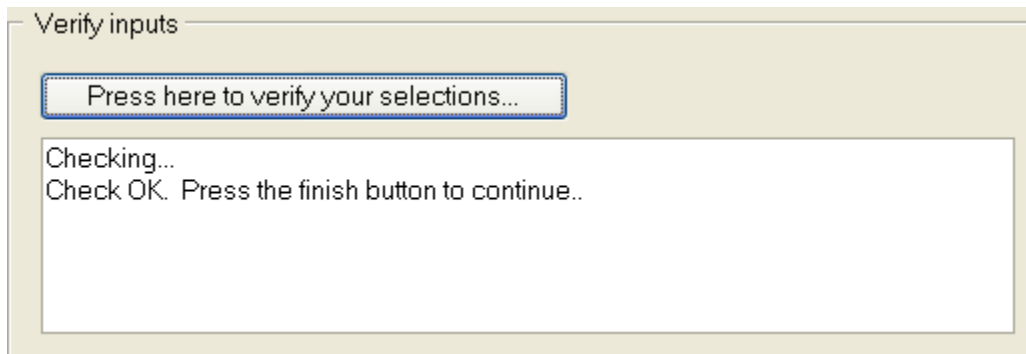 Verify inputs
Press here to verify your selections...
Checking...
Check OK.  Press the finish button to continue..